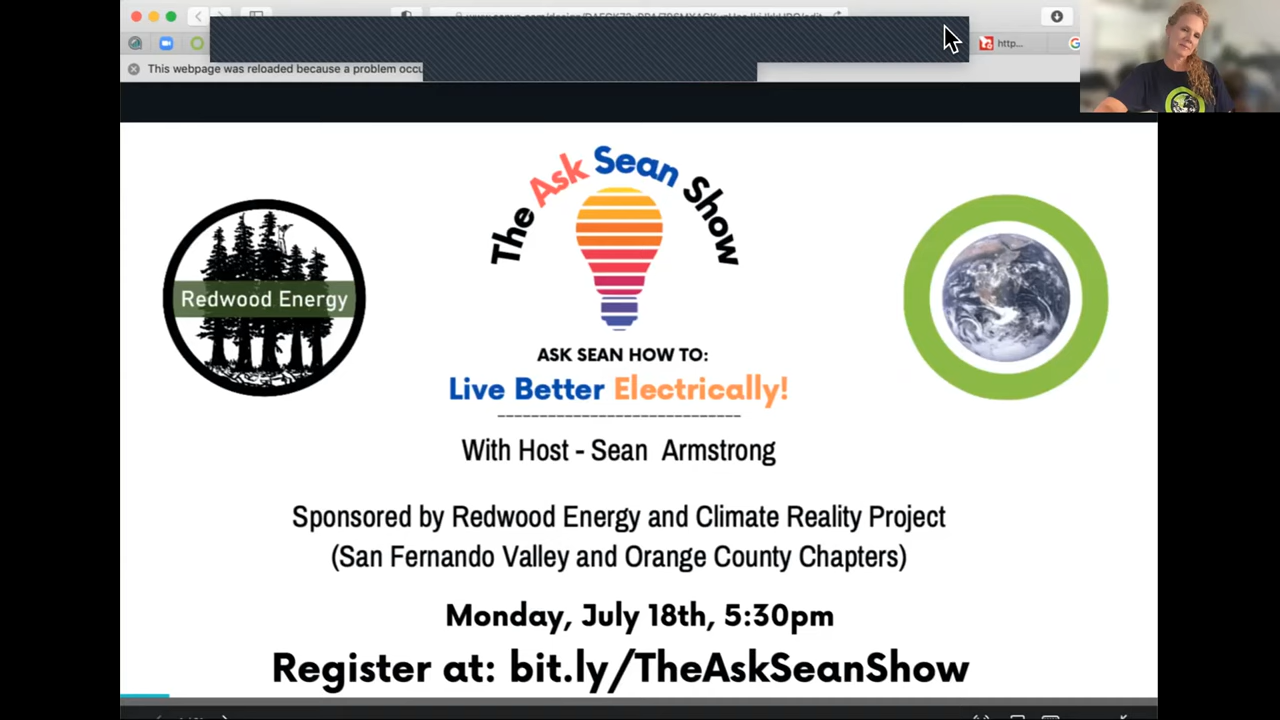 http...
This webpage was reloaded because a problem occu
The Ask Sean Show
Redwood Energy
ASK SEAN HOW TO:
Live Better Electrically!
With Host - Sean Armstrong
Sponsored by Redwood Energy and Climate Reality Project
(San Fernando Valley and Orange County Chapters)
Monday, July 18th, 5:30pm
Register at: bit.ly/TheAskSeanShow